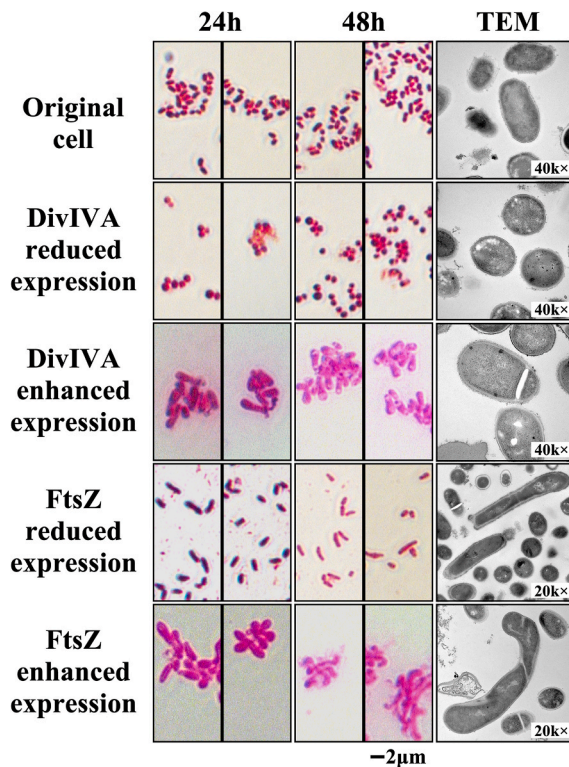 24h 48h TEM
Original
cell
40k×
DivIVA
reduced
expression
40k×
DivIVA
enhanced
expression
40k×
FtsZ
reduced
expression
20k×
FtsZ
enhanced
expression
20k×
2μm